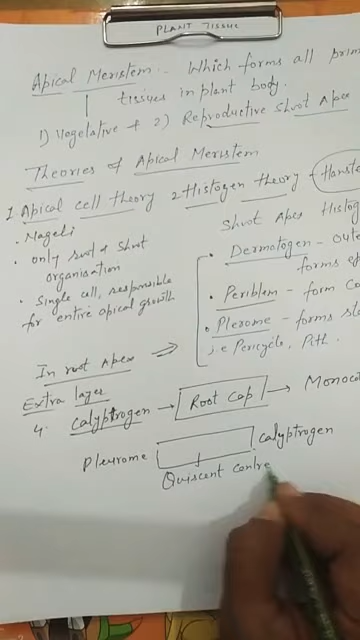 PLANT TISSUE
Apical Meristem - Which forms all prim
tissues in plant body.
1) Vegetative & 2) Reproductive Shoot Apex
Theories of Apical Meristem
1 Apical cell theory
• Nageli
• only root & Shoot
organisation
• Single cell, responsible
for entire apical growth
2 Histogen theory - Hanste
Shoot Apex Histog
• Dermatogen - Oute
forms ep
• Periblem - form Co
• Plerome - forms ste
i.e Pericycle, Pith.
In root Apex
Extra layer
4. Calyptrogen → Root Cap → Monocot
Plerome
Calyptrogen
Quiscent centre